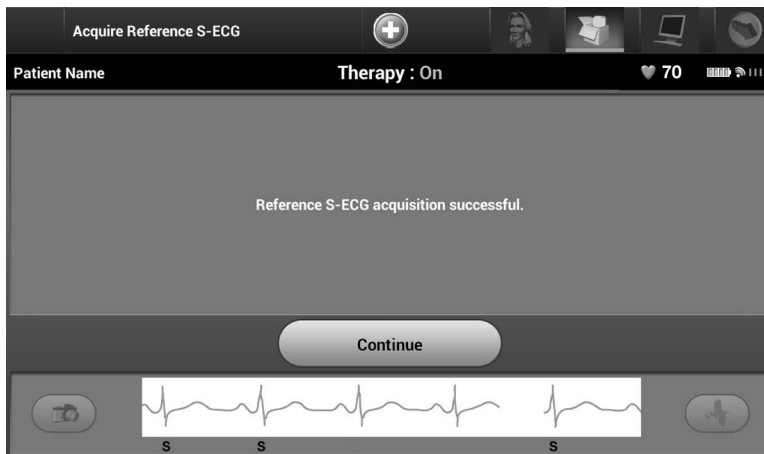 Acquire Reference S-ECG
Patient Name
Therapy : On
70
Reference S-ECG acquisition successful.
Continue
S S S